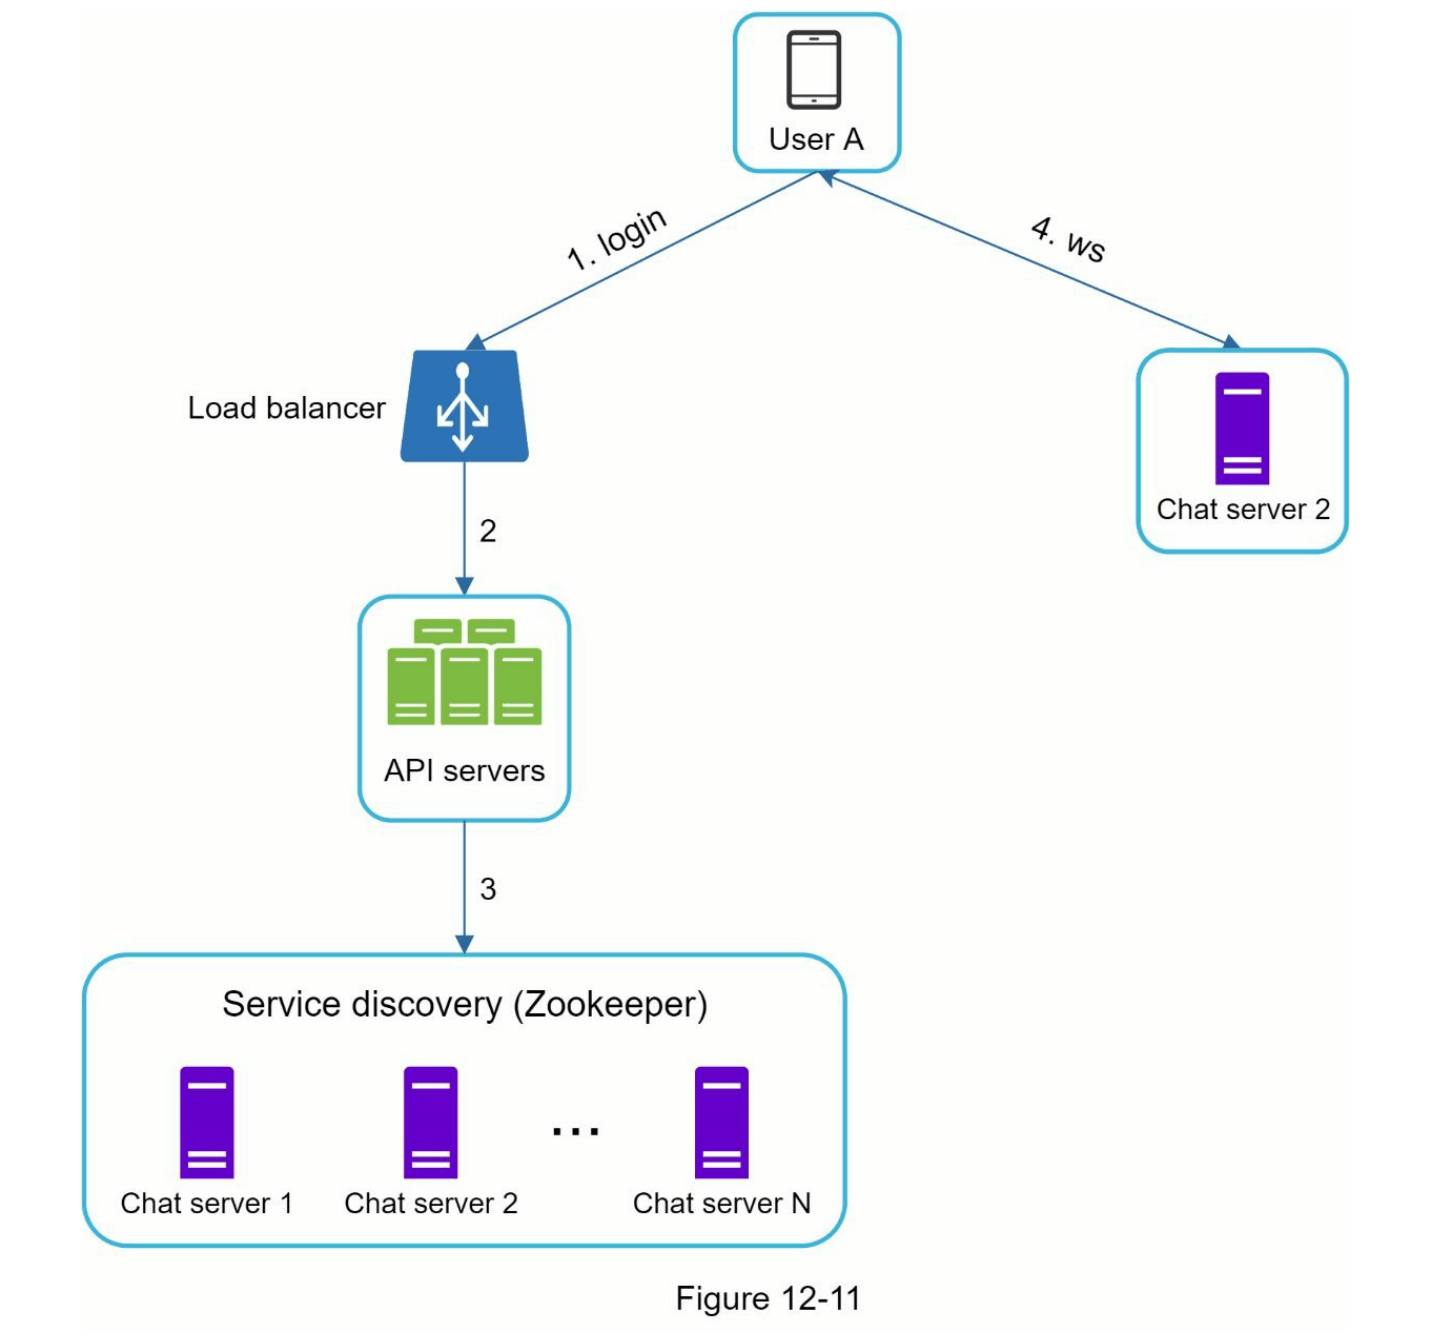 User A
1. login
4. ws
Load balancer
Chat server 2
2
API servers
3
Service discovery (Zookeeper)
...
Chat server 1
Chat server 2
Chat server N
Figure 12-11